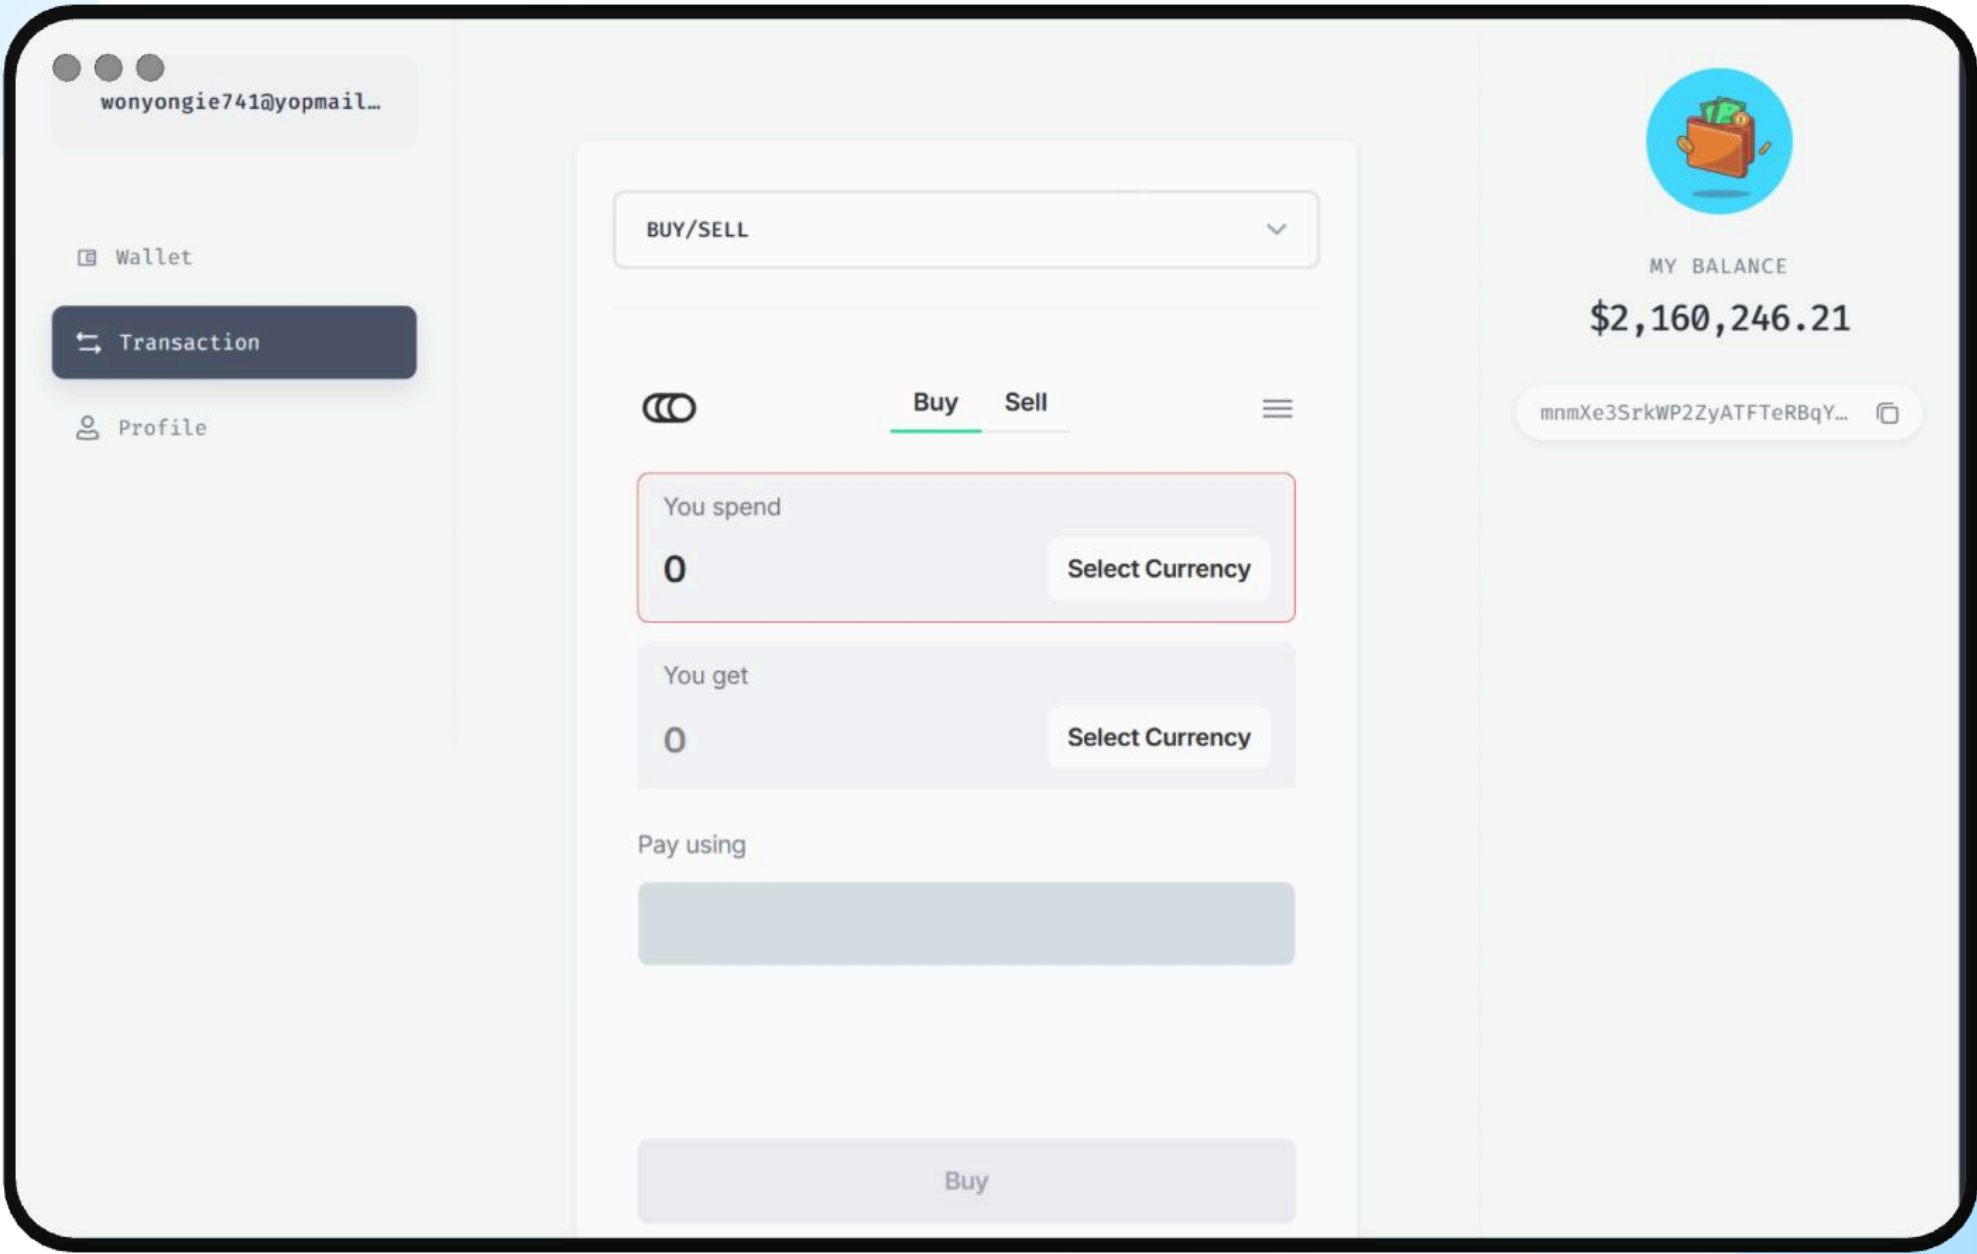 wonyongie741@yopmail…
Wallet
Transaction
Profile
BUY/SELL
Buy Sell
You spend
0 Select Currency
You get
0 Select Currency
Pay using
Buy
MY BALANCE
$2,160,246.21
mnmXe3SrkWP2ZyATFTeRBqY…